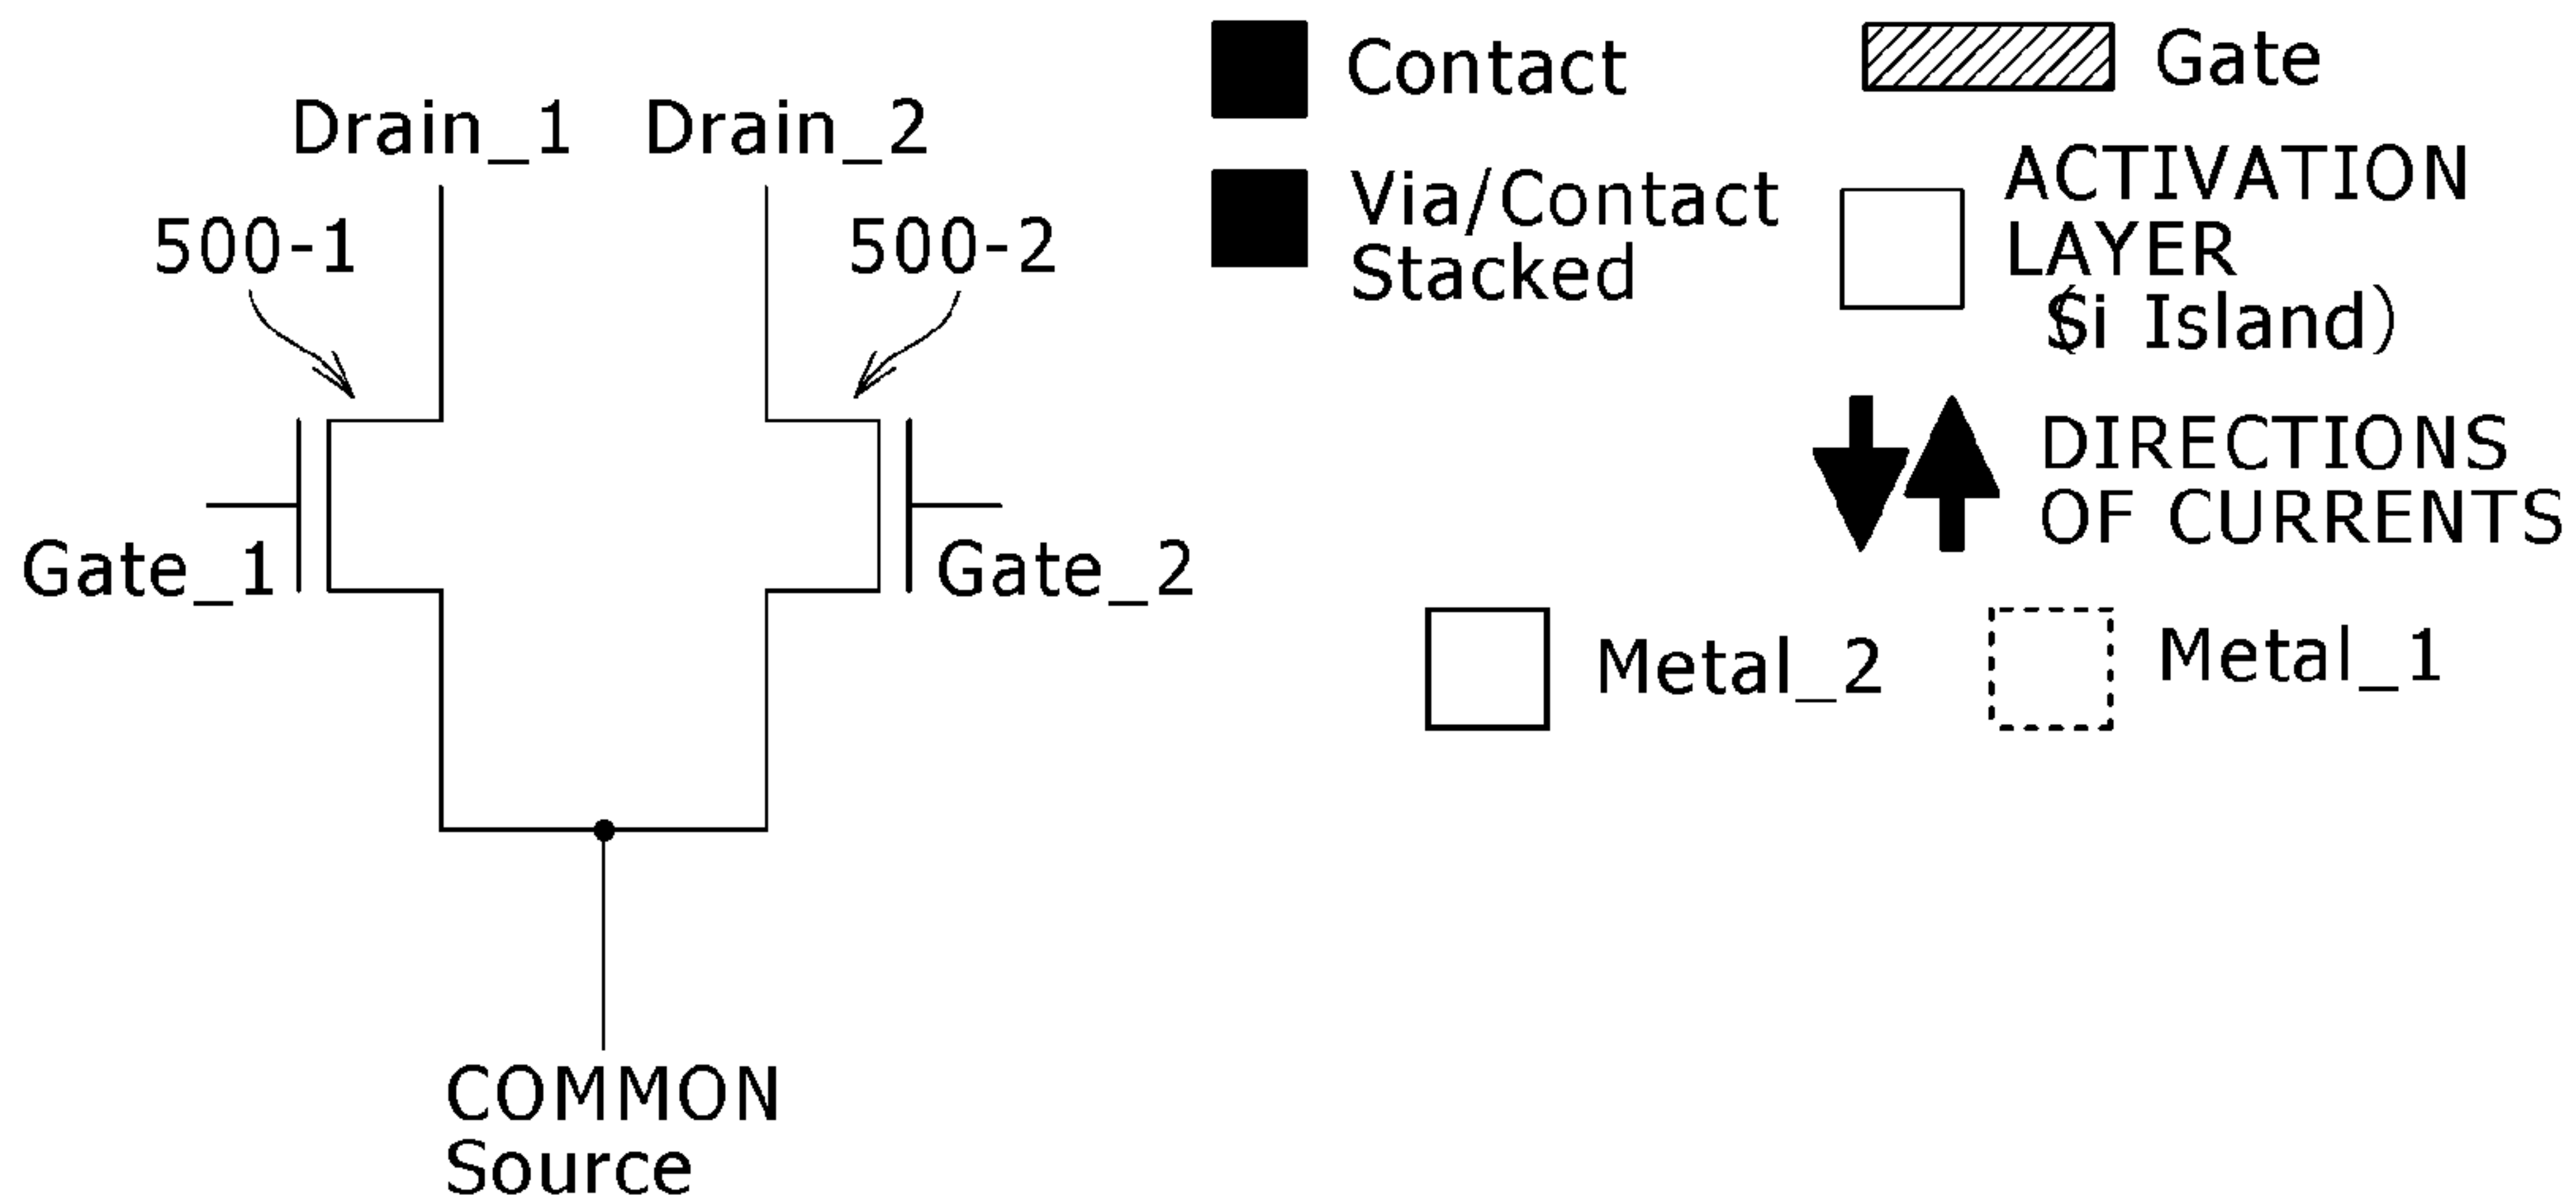 Drain_1
Drain_2
500-1
500-2
Gate_1
Gate_2
COMMON
Source
Contact
Via/Contact
Stacked
Gate
ACTIVATION
LAYER
(Si Island)
DIRECTIONS
OF CURRENTS
Metal_2
Metal_1